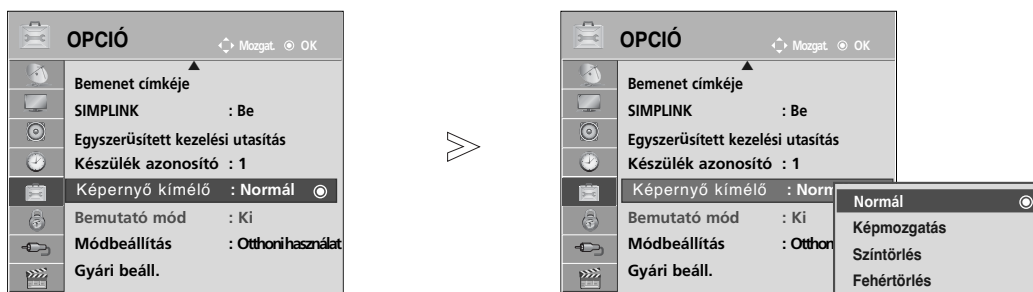 OPCIÓ Mozgat. OK
Bemenet címkéje
SIMPLINK : Be
Egyszerűsített kezelési utasítás
Készülék azonosító : 1
Képernyő kímélő : Normál
Bemutató mód : Ki
Módbeállítás : Otthoni használat
Gyári beáll.
OPCIÓ Mozgat. OK
Bemenet címkéje
SIMPLINK : Be
Egyszerűsített kezelési utasítás
Készülék azonosító : 1
Képernyő kímélő : Norm
Bemutató mód : Ki
Módbeállítás : Otthon
Gyári beáll.
Normál
Képmozgatás
Színtörlés
Fehértörlés